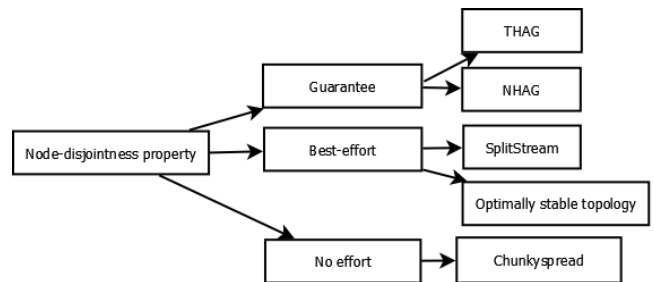 THAG
Guarantee
NHAG
Node-disjointness property
Best-effort
SplitStream
Optimally stable topology
No effort
Chunkyspread